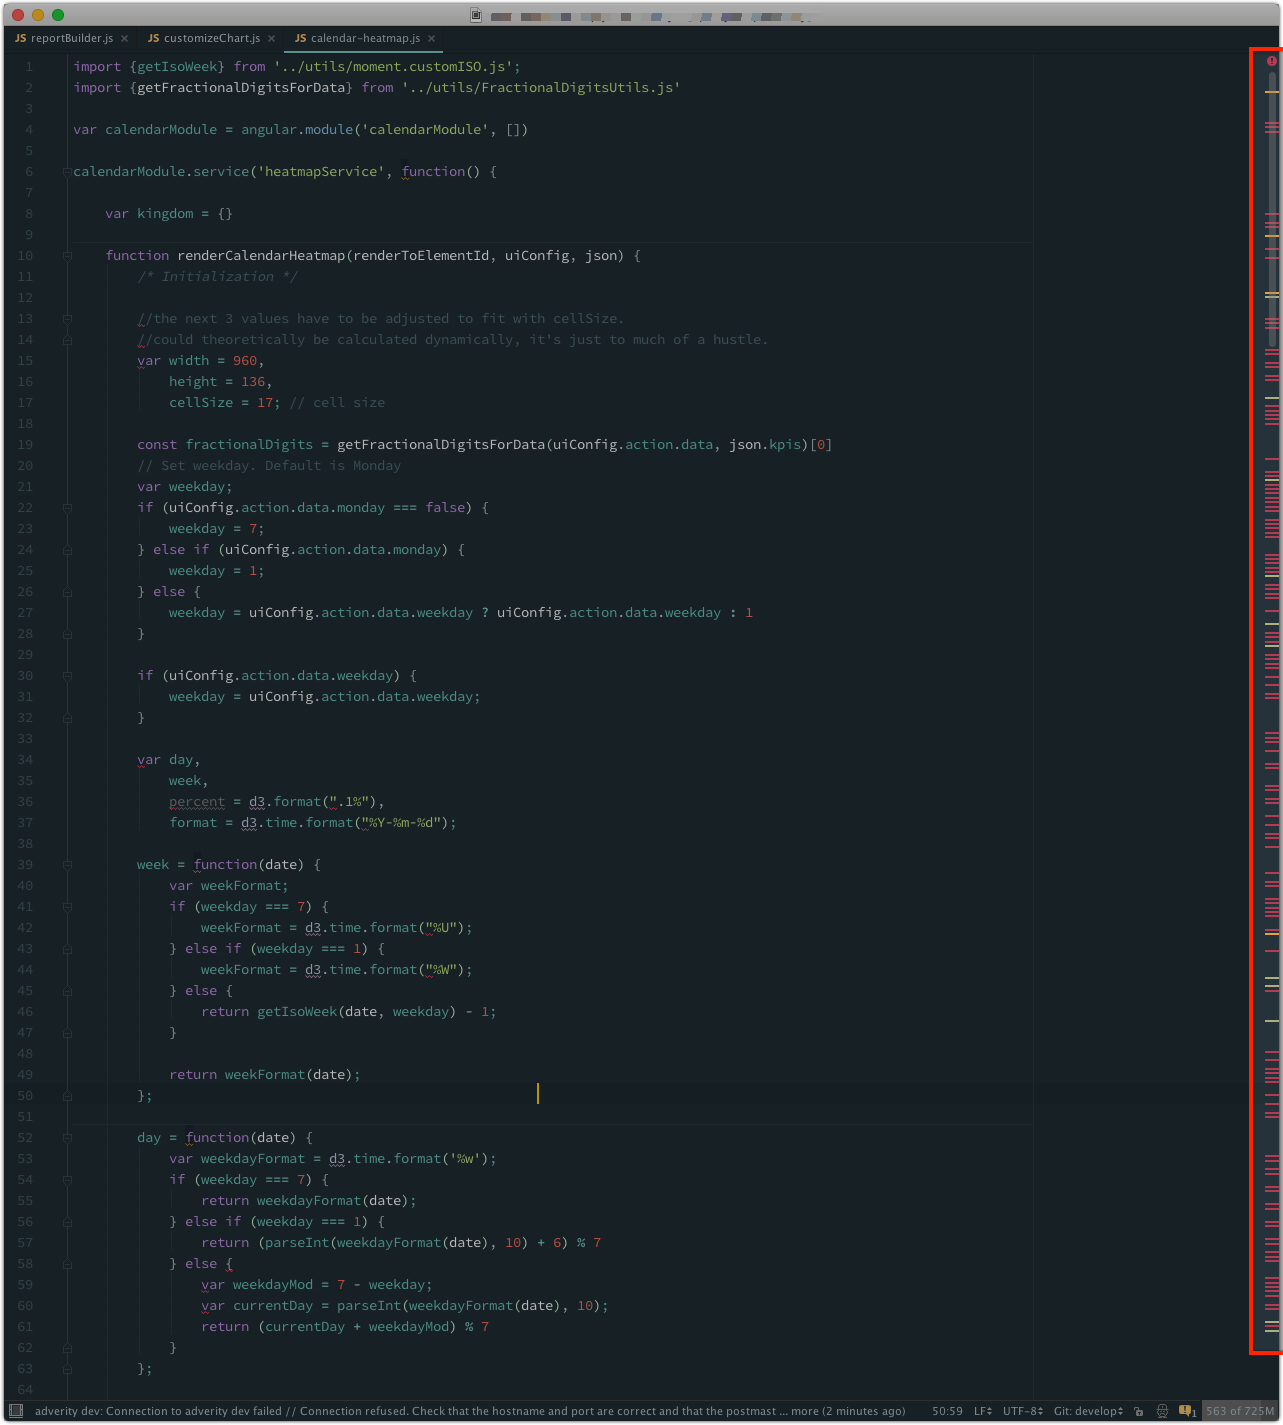 JS reportBuilder.js × JS customizeChart.js × JS calendar-heatmap.js ×
1 import {getIsoWeek} from '../utils/moment.customISO.js';
2 import {getFractionalDigitsForData} from '../utils/FractionalDigitsUtils.js'
3
4 var calendarModule = angular.module('calendarModule', [])
5
6 calendarModule.service('heatmapService', function() {
7
8 var kingdom = {}
9
10 function renderCalendarHeatmap(renderToElementId, uiConfig, json) {
11 /* Initialization */
12
13 //the next 3 values have to be adjusted to fit with cellSize.
14 //could theoretically be calculated dynamically, it's just to much of a hustle.
15 var width = 960,
16 height = 136,
17 cellSize = 17; // cell size
18
19 const fractionalDigits = getFractionalDigitsForData(uiConfig.action.data, json.kpis)[0]
20 // Set weekday. Default is Monday
21 var weekday;
22 if (uiConfig.action.data.monday === false) {
23 weekday = 7;
24 } else if (uiConfig.action.data.monday) {
25 weekday = 1;
26 } else {
27 weekday = uiConfig.action.data.weekday ? uiConfig.action.data.weekday : 1
28 }
29
30 if (uiConfig.action.data.weekday) {
31 weekday = uiConfig.action.data.weekday;
32 }
33
34 var day,
35 week,
36 percent = d3.format(".1%"),
37 format = d3.time.format("%Y-%m-%d");
38
39 week = function(date) {
40 var weekFormat;
41 if (weekday === 7) {
42 weekFormat = d3.time.format("%U");
43 } else if (weekday === 1) {
44 weekFormat = d3.time.format("%W");
45 } else {
46 return getIsoWeek(date, weekday) - 1;
47 }
48
49 return weekFormat(date);
50 };
51
52 day = function(date) {
53 var weekdayFormat = d3.time.format('%w');
54 if (weekday === 7) {
55 return weekdayFormat(date);
56 } else if (weekday === 1) {
57 return (parseInt(weekdayFormat(date), 10) + 6) % 7
58 } else {
59 var weekdayMod = 7 - weekday;
60 var currentDay = parseInt(weekdayFormat(date), 10);
61 return (currentDay + weekdayMod) % 7
62 }
63 };
64
adverity dev: Connection to adverity dev failed // Connection refused. Check that the hostname and port are correct and that the postmast ... more (2 minutes ago) 50:59 LF UTF-8 Git: develop 1 563 of 725M